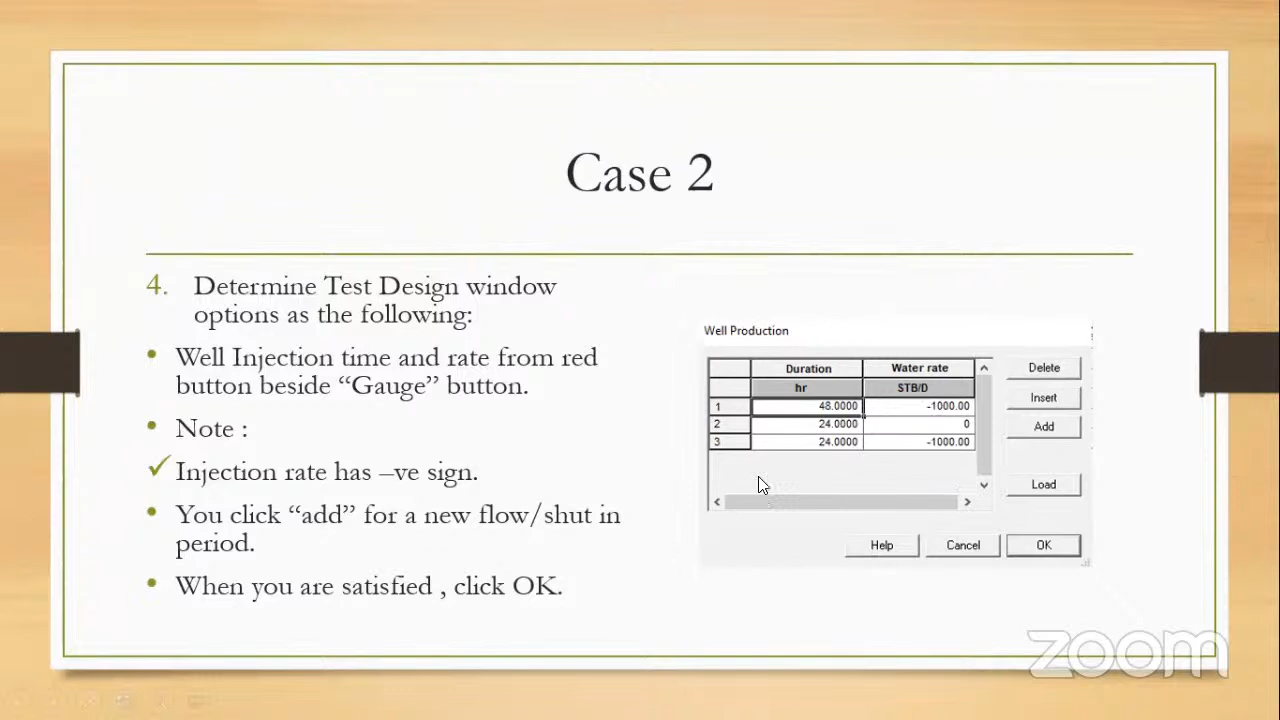 Case 2
4. Determine Test Design window
options as the following:
• Well Injection time and rate from red
button beside “Gauge” button.
• Note :
✓ Injection rate has –ve sign.
• You click “add” for a new flow/shut in
period.
• When you are satisfied , click OK.
Well Production
Duration Water rate
hr STB/D
1 48.0000 -1000.00
2 24.0000 0
3 24.0000 -1000.00
Delete
Insert
Add
Load
Help Cancel OK
zoom